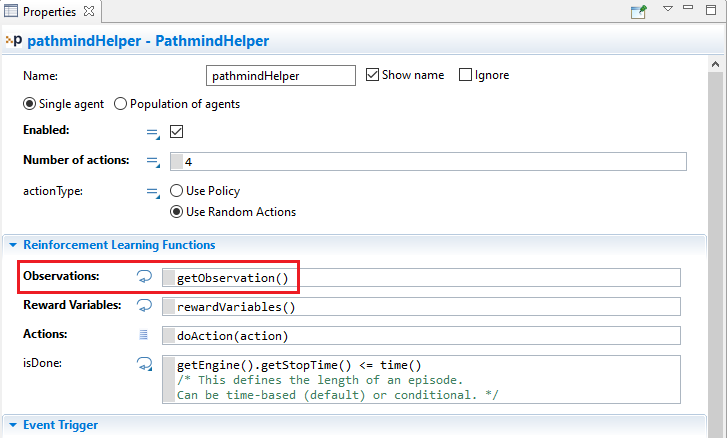 Properties
pathmindHelper - PathmindHelper
Name: pathmindHelper Show name Ignore
Single agent Population of agents
Enabled:
Number of actions: 4
actionType: Use Policy
Use Random Actions
Reinforcement Learning Functions
Observations: getObservation()
Reward Variables: rewardVariables()
Actions: doAction(action)
isDone: getEngine().getStopTime() <= time()
/* This defines the length of an episode.
Can be time-based (default) or conditional. */
Event Trigger